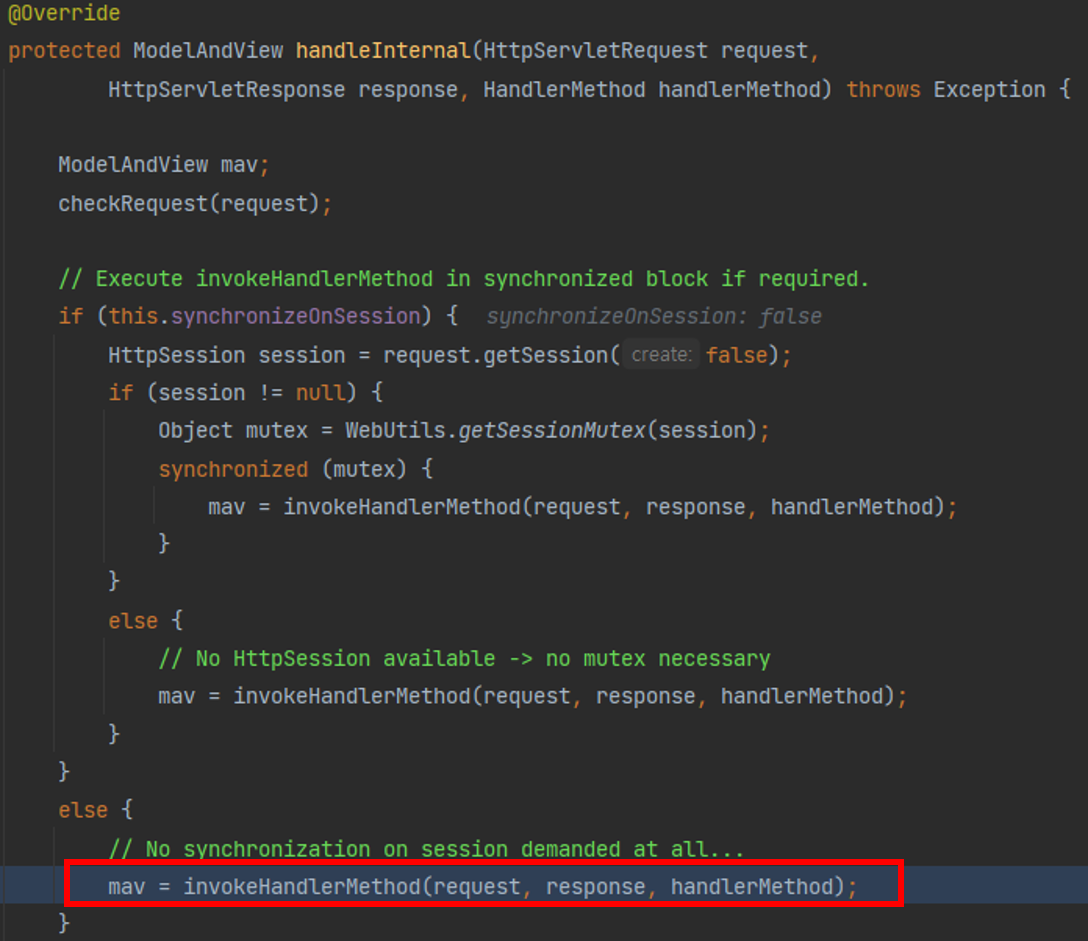 @Override
protected ModelAndView handleInternal(HttpServletRequest request,
HttpServletResponse response, HandlerMethod handlerMethod) throws Exception {
ModelAndView mav;
checkRequest(request);
// Execute invokeHandlerMethod in synchronized block if required.
if (this.synchronizeOnSession) { synchronizeOnSession: false
HttpSession session = request.getSession( create: false);
if (session != null) {
Object mutex = WebUtils.getSessionMutex(session);
synchronized (mutex) {
mav = invokeHandlerMethod(request, response, handlerMethod);
}
}
else {
// No HttpSession available -> no mutex necessary
mav = invokeHandlerMethod(request, response, handlerMethod);
}
}
else {
// No synchronization on session demanded at all...
mav = invokeHandlerMethod(request, response, handlerMethod);
}